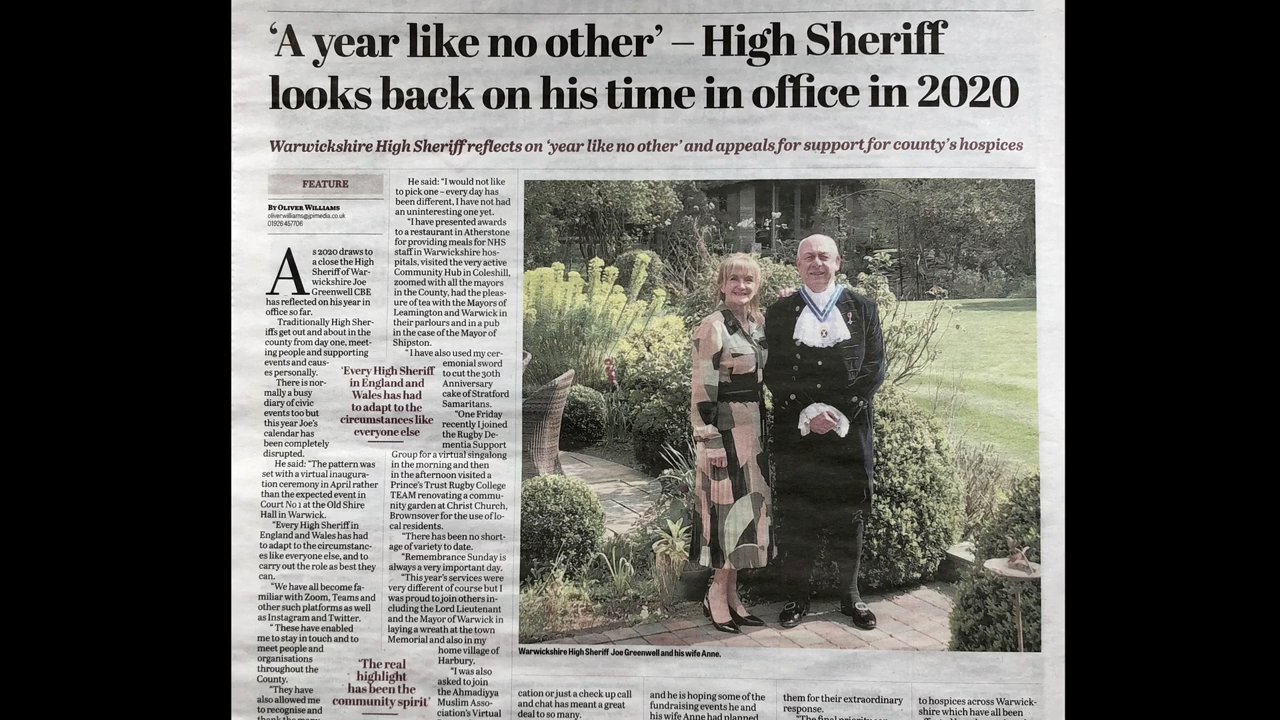 ‘A year like no other’ – High Sheriff
looks back on his time in office in 2020
Warwickshire High Sheriff reflects on ‘year like no other’ and appeals for support for county’s hospices
FEATURE
BY OLIVER WILLIAMS
oliver.williams@jpimedia.co.uk
01926 457706
As 2020 draws to
a close the High
Sheriff of War-
wickshire Joe
Greenwell CBE
has reflected on his year in
office so far.
Traditionally High Sher-
iffs get out and about in the
county from day one, meet-
ing people and supporting
events and caus-
es personally.
There is nor-
mally a busy
diary of civic
events too but
this year Joe’s
calendar has
been completely
disrupted.
He said: “The pattern was
set with a virtual inaugura-
tion ceremony in April rather
than the expected event in
Court No 1 at the Old Shire
Hall in Warwick.
“Every High Sheriff in
England and Wales has had
to adapt to the circumstanc-
es like everyone else, and to
carry out the role as best they
can.
“We have all become fa-
miliar with Zoom, Teams and
other such platforms as well
as Instagram and Twitter.
“These have enabled
me to stay in touch and to
meet people and
organisations
throughout the
County.
“They have
also allowed me
to recognise and
thank the many
‘Every High Sheriff
in England and
Wales has had
to adapt to the
circumstances like
everyone else
‘The real
highlight
has been the
community spirit’
He said: “I would not like
to pick one – every day has
been different, I have not had
an uninteresting one yet.
“I have presented awards
to a restaurant in Atherstone
for providing meals for NHS
staff in Warwickshire hos-
pitals, visited the very active
Community Hub in Coleshill,
zoomed with all the mayors
in the County, had the pleas-
ure of tea with the Mayors of
Leamington and Warwick in
their parlours and in a pub
in the case of the Mayor of
Shipston.
“I have also used my cer-
emonial sword
to cut the 30th
Anniversary
cake of Stratford
Samaritans.
“One Friday
recently I joined
the Rugby De-
mentia Support
Group for a virtual singalong
in the morning and then
in the afternoon visited a
Prince’s Trust Rugby College
TEAM renovating a commu-
nity garden at Christ Church,
Brownsover for the use of lo-
cal residents.
“There has been no short-
age of variety to date.
“Remembrance Sunday is
always a very important day.
“This year’s services were
very different of course but I
was proud to join others in-
cluding the Lord Lieutenant
and the Mayor of Warwick in
laying a wreath at the town
Memorial and also in my
home village of
Harbury.
“I was also
asked to join
the Ahmadiyya
Muslim Asso-
ciation’s Virtual
Warwickshire High Sheriff Joe Greenwell and his wife Anne.
cation or just a check up call
and chat has meant a great
deal to so many.
and he is hoping some of the
fundraising events he and
his wife Anne had planned
them for their extraordinary
response.
“The final priority
to hospices across Warwick-
shire which have all been